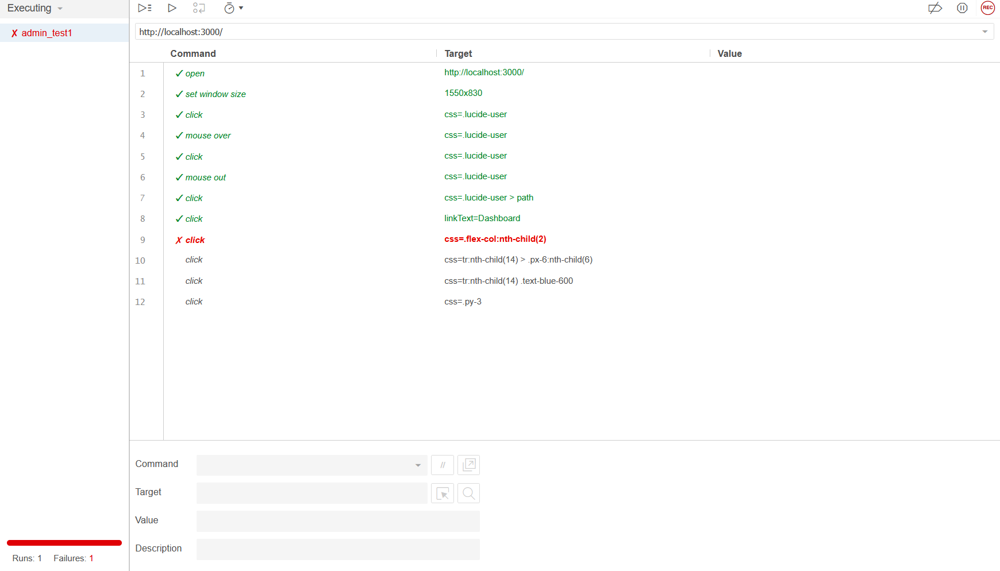 Executing
REC
admin_test1
http://localhost:3000/
Command Target Value
1 ✓ open http://localhost:3000/
2 ✓ set window size 1550x830
3 ✓ click css=.lucide-user
4 ✓ mouse over css=.lucide-user
5 ✓ click css=.lucide-user
6 ✓ mouse out css=.lucide-user
7 ✓ click css=.lucide-user > path
8 ✓ click linkText=Dashboard
9 ✗ click css=.flex-col:nth-child(2)
10 click css=tr:nth-child(14) > .px-6:nth-child(6)
11 click css=tr:nth-child(14) .text-blue-600
12 click css=.py-3
Command //
Target
Value
Description
Runs: 1 Failures: 1